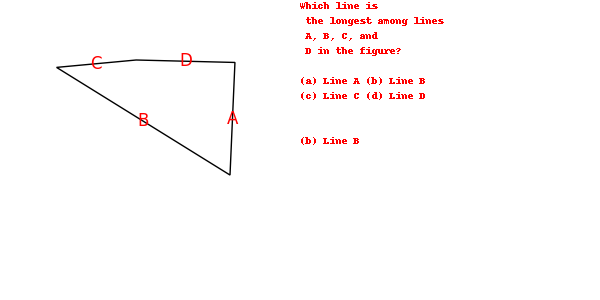 Which line is
the longest among lines
A, B, C, and
D in the figure?
(a) Line A (b) Line B
(c) Line C (d) Line D
(b) Line B
C
D
B
A